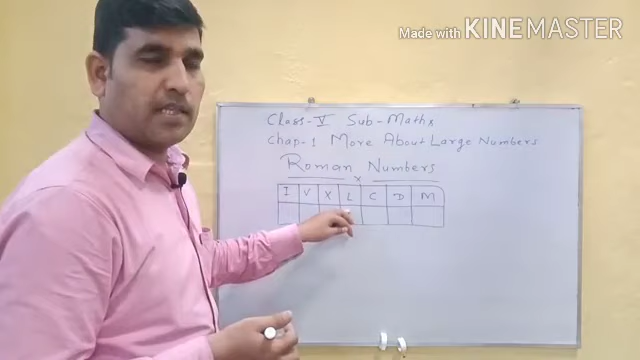 Made with KINEMASTER
Class-V Sub-Maths
Chap-1 More About Large Numbers
Roman Numbers
x
I V X L C D M